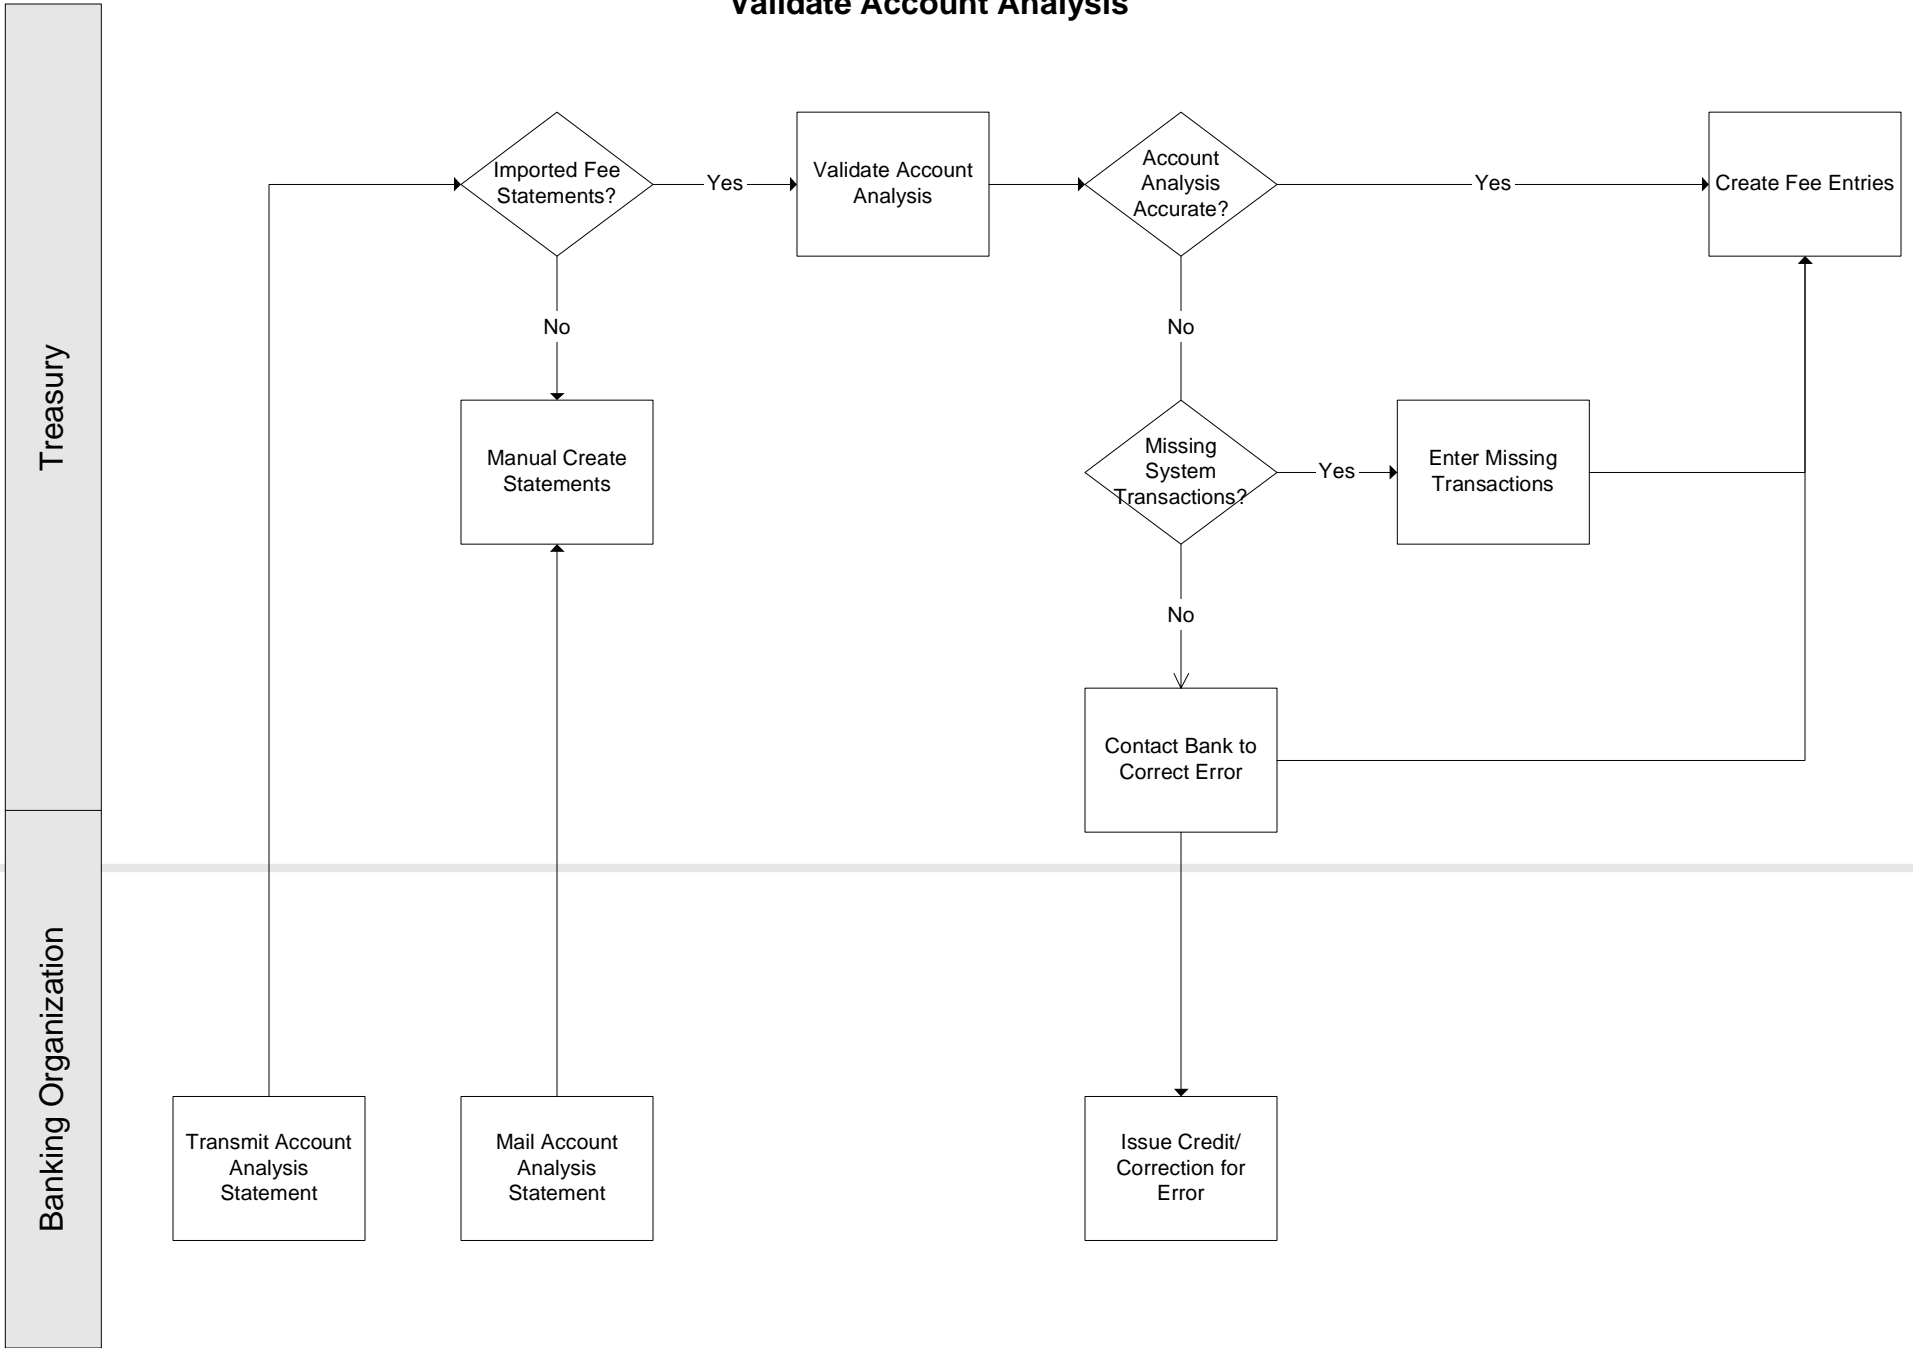 Validate Account Analysis
Treasury
Imported Fee
Statements?
Yes
Validate Account
Analysis
Account
Analysis
Accurate?
Yes
Create Fee Entries
No
No
Manual Create
Statements
Missing
System
Transactions?
Yes
Enter Missing
Transactions
No
Contact Bank to
Correct Error
Banking Organization
Transmit Account
Analysis
Statement
Mail Account
Analysis
Statement
Issue Credit/
Correction for
Error